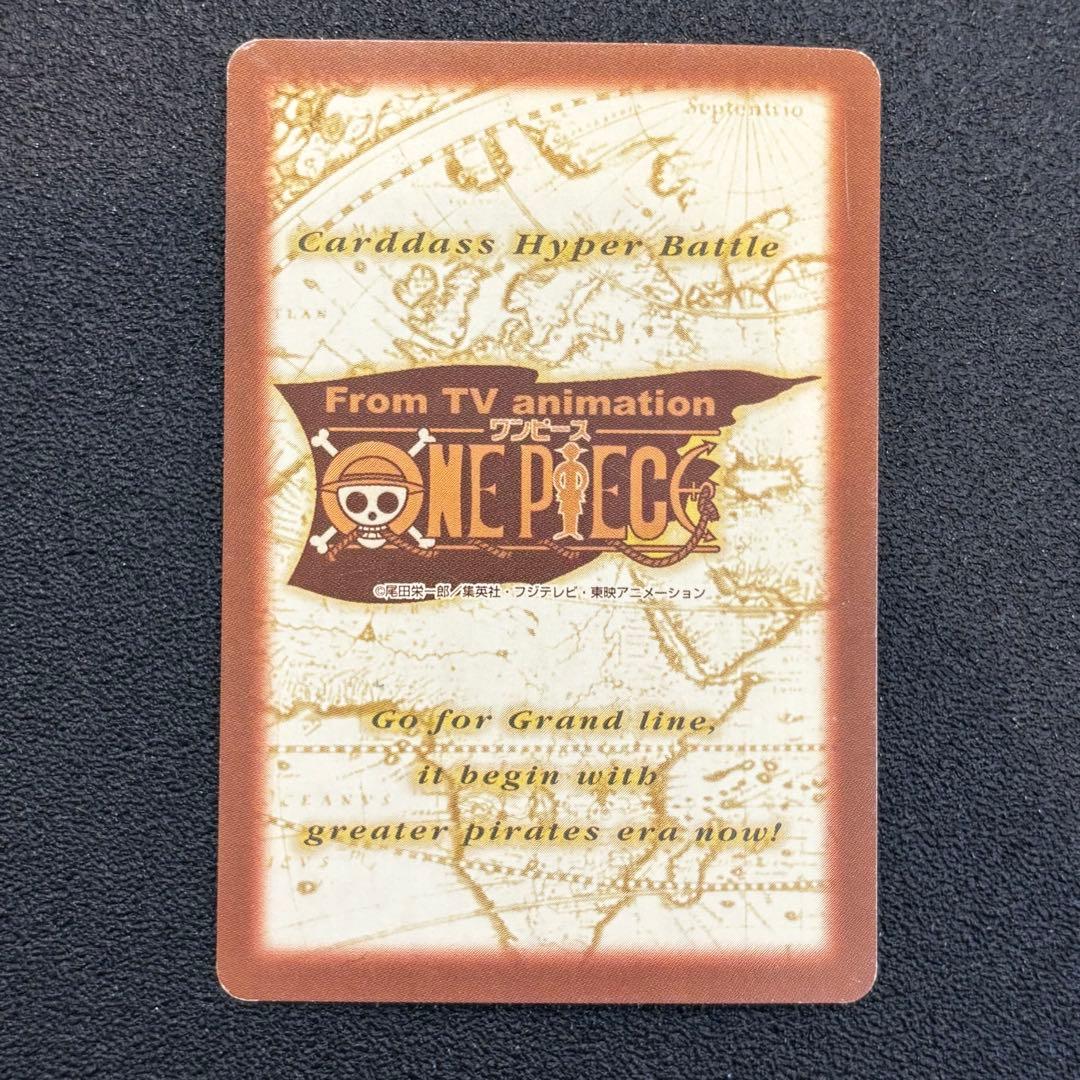 Septentrio
Carddass Hyper Battle
TLAN
From TV animation
ワンピース
ONE PIECE
©尾田栄一郎／集英社・フジテレビ・東映アニメーション
Go for Grand line,
it begin with
CEANVS
greater pirates era now!